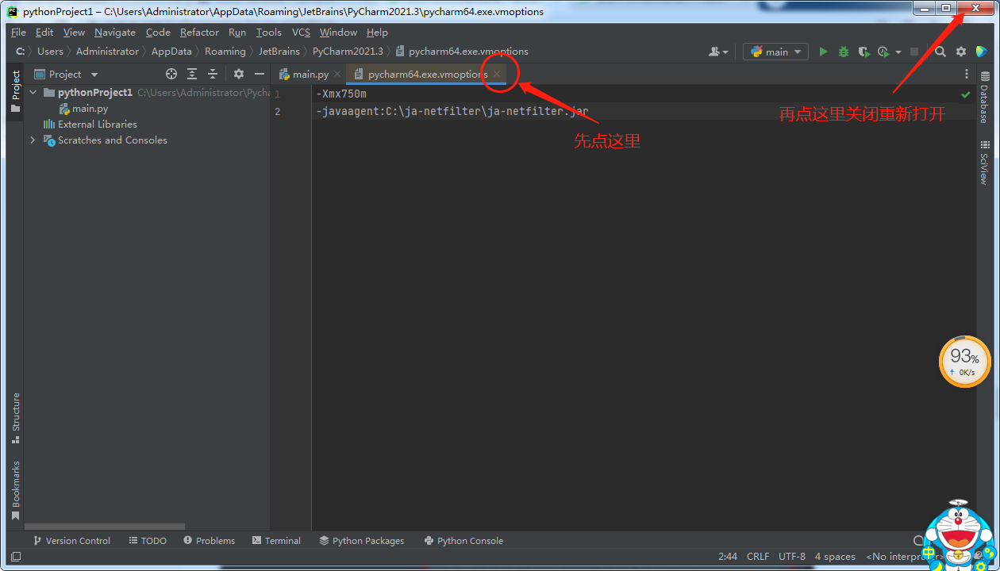 pythonProject1 – C:\Users\Administrator\AppData\Roaming\JetBrains\PyCharm2021.3\pycharm64.exe.vmoptions
File Edit View Navigate Code Refactor Run Tools VCS Window Help
C: Users Administrator AppData Roaming JetBrains PyCharm2021.3 pycharm64.exe.vmoptions main
Project main.py pycharm64.exe.vmoptions
Project
pythonProject1 C:\Users\Administrator\Pycha
main.py
External Libraries
Scratches and Consoles
1 -Xmx750m
2 -javaagent:C:\ja-netfilter\ja-netfilter.jar
先点这里
再点这里关闭重新打开
Database
SciView
93%
0K/s
Structure
Bookmarks
Version Control TODO Problems Terminal Python Packages Python Console
2:44 CRLF UTF-8 4 spaces <No interpr
中